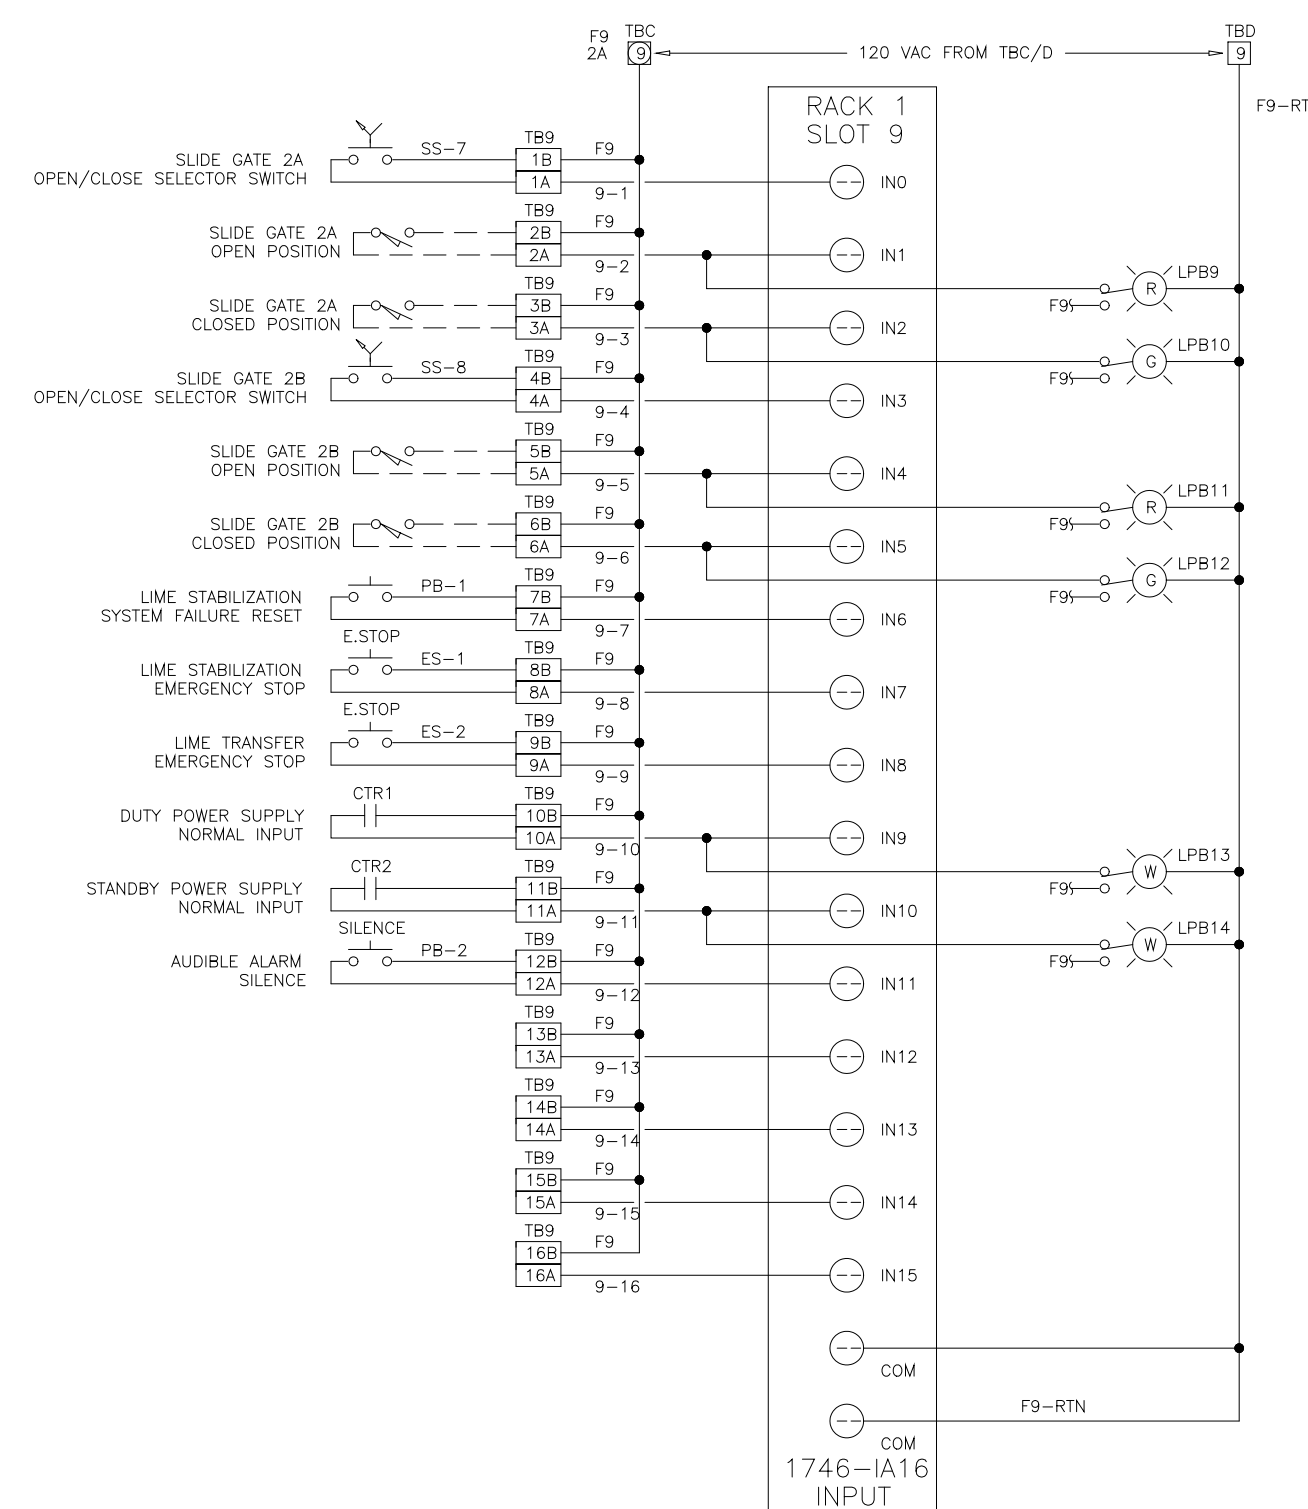 F9
2A
TBC
9
120 VAC FROM TBC/D
TBD
9
F9-RT
RACK 1
SLOT 9
SLIDE GATE 2A
OPEN/CLOSE SELECTOR SWITCH
SS-7
TB9
1B
1A
F9
9-1
IN0
SLIDE GATE 2A
OPEN POSITION
TB9
2B
2A
F9
9-2
IN1
F9
R
LPB9
SLIDE GATE 2A
CLOSED POSITION
TB9
3B
3A
F9
9-3
IN2
F9
G
LPB10
SLIDE GATE 2B
OPEN/CLOSE SELECTOR SWITCH
SS-8
TB9
4B
4A
F9
9-4
IN3
SLIDE GATE 2B
OPEN POSITION
TB9
5B
5A
F9
9-5
IN4
F9
R
LPB11
SLIDE GATE 2B
CLOSED POSITION
TB9
6B
6A
F9
9-6
IN5
F9
G
LPB12
LIME STABILIZATION
SYSTEM FAILURE RESET
PB-1
TB9
7B
7A
F9
9-7
IN6
LIME STABILIZATION
EMERGENCY STOP
E.STOP
ES-1
TB9
8B
8A
F9
9-8
IN7
LIME TRANSFER
EMERGENCY STOP
E.STOP
ES-2
TB9
9B
9A
F9
9-9
IN8
DUTY POWER SUPPLY
NORMAL INPUT
CTR1
TB9
10B
10A
F9
9-10
IN9
F9
W
LPB13
STANDBY POWER SUPPLY
NORMAL INPUT
CTR2
TB9
11B
11A
F9
9-11
IN10
F9
W
LPB14
AUDIBLE ALARM
SILENCE
SILENCE
PB-2
TB9
12B
12A
F9
9-12
IN11
TB9
13B
13A
F9
9-13
IN12
TB9
14B
14A
F9
9-14
IN13
TB9
15B
15A
F9
9-15
IN14
TB9
16B
16A
F9
9-16
IN15
COM
F9-RTN
COM
1746-IA16
INPUT